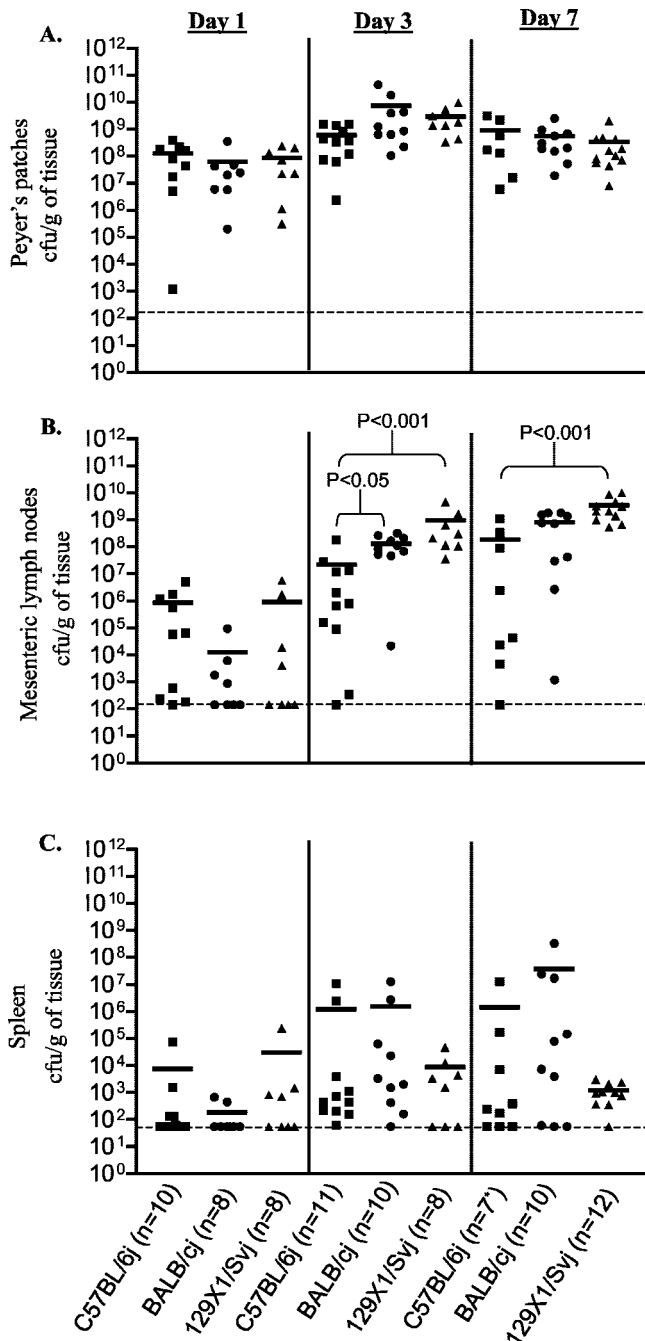 Day 1 Day 3 Day 7
A.
Peyer's patches
cfu/g of tissue
10¹²
10¹¹
10¹⁰
10⁹
10⁸
10⁷
10⁶
10⁵
10⁴
10³
10²
10¹
10⁰
B.
Mesenteric lymph nodes
cfu/g of tissue
10¹²
10¹¹
10¹⁰
10⁹
10⁸
10⁷
10⁶
10⁵
10⁴
10³
10²
10¹
10⁰
P<0.001
P<0.05
P<0.001
C.
Spleen
cfu/g of tissue
10¹²
10¹¹
10¹⁰
10⁹
10⁸
10⁷
10⁶
10⁵
10⁴
10³
10²
10¹
10⁰
C57BL/6j (n=10)
BALB/cj (n=8)
129X1/Svj (n=8)
C57BL/6j (n=11)
BALB/cj (n=10)
129X1/Svj (n=8)
C57BL/6j (n=7*)
BALB/cj (n=10)
129X1/Svj (n=12)